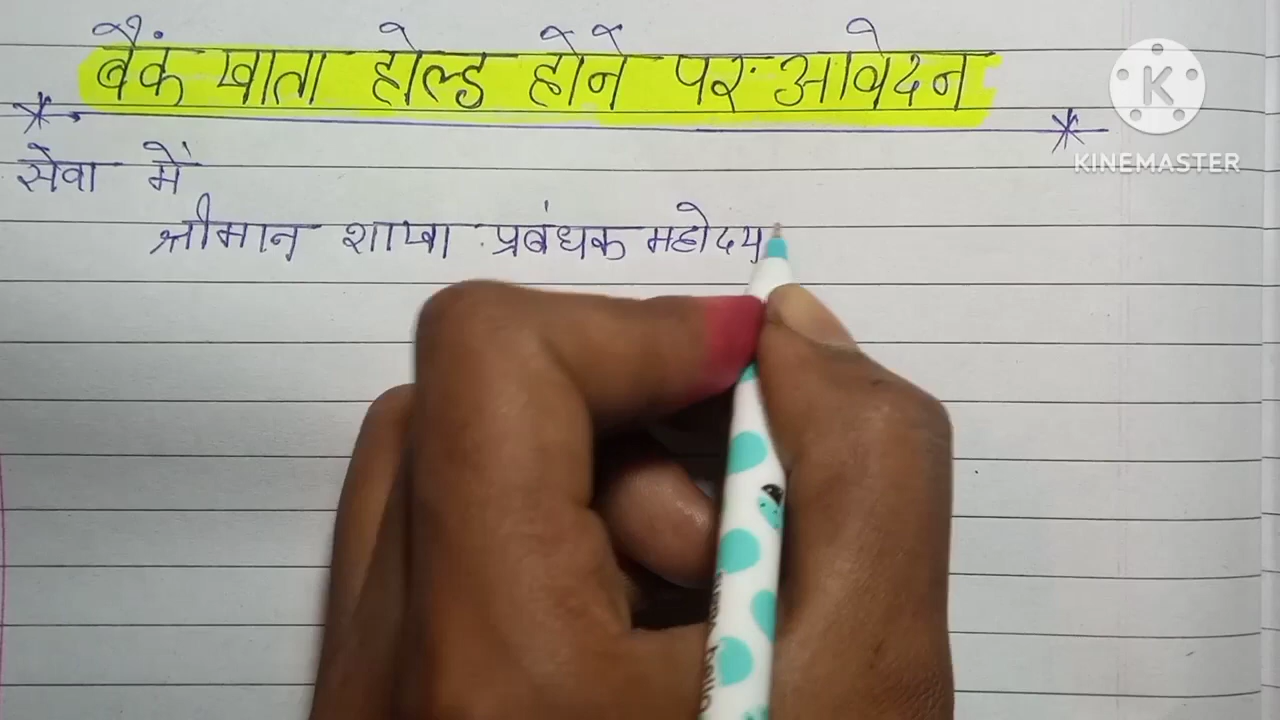 बैंक खाता होल्ड होने पर आवेदन
K
KINEMASTER
सेवा में
श्रीमान शाखा प्रबंधक महोदय